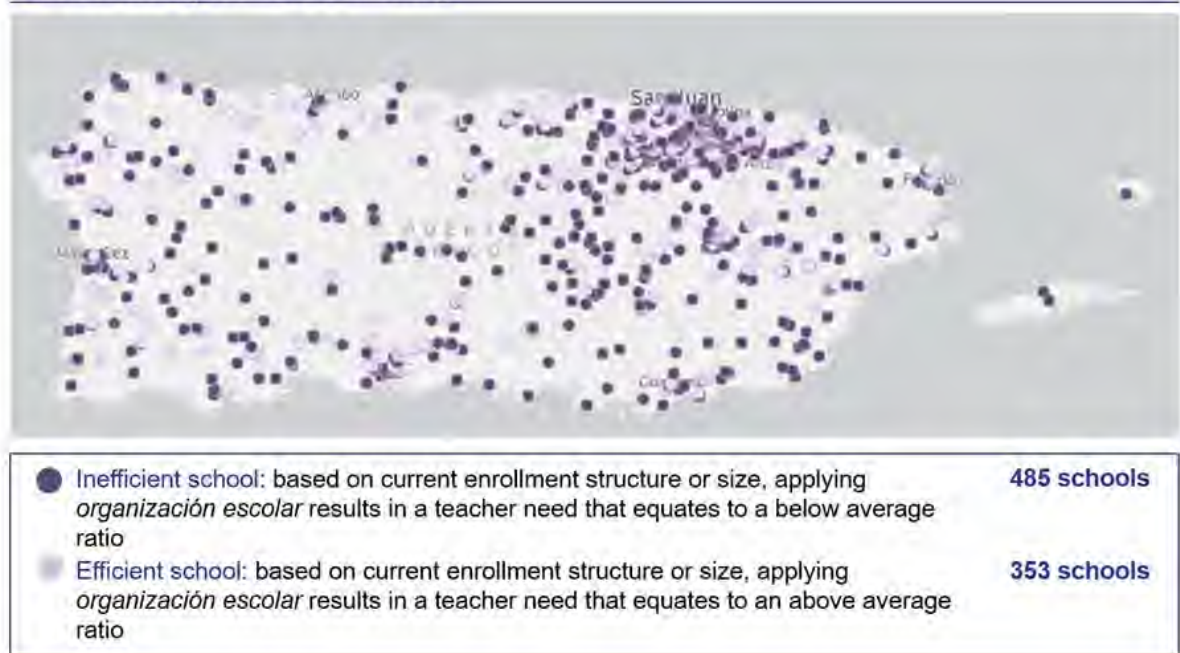 San Juan
Inefficient school: based on current enrollment structure or size, applying
organización escolar results in a teacher need that equates to a below average
ratio
485 schools
Efficient school: based on current enrollment structure or size, applying
organización escolar results in a teacher need that equates to an above average
ratio
353 schools